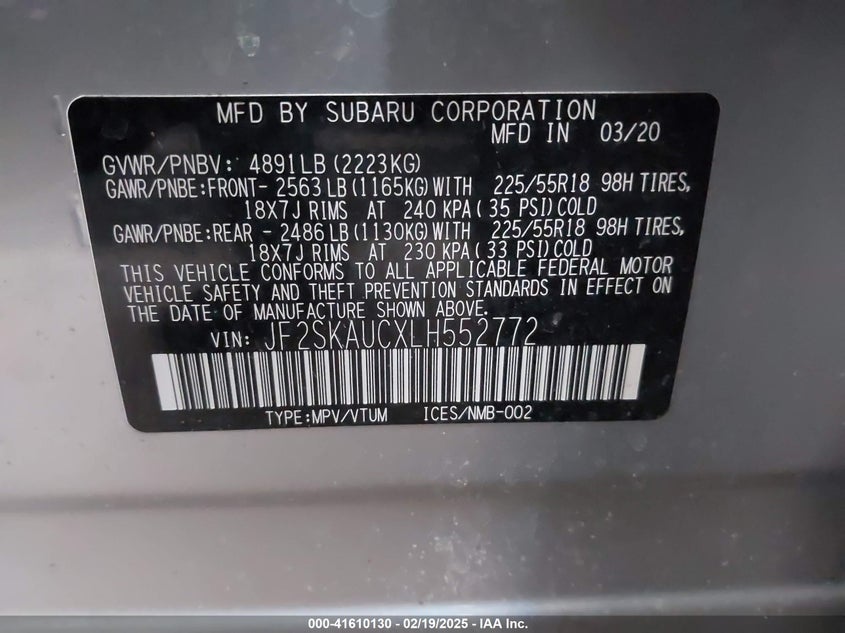 MFD BY SUBARU CORPORATION
MFD IN 03/20
GVWR/PNBV: 4891LB (2223KG)
GAWR/PNBE:FRONT- 2563 LB (1165KG) WITH 225/55R18 98H TIRES,
18X7J RIMS AT 240 KPA( 35 PSI) COLD
GAWR/PNBE:REAR - 2486 LB (1130KG) WITH 225/55R18 98H TIRES,
18X7J RIMS AT 230 KPA( 33 PSI) COLD
THIS VEHICLE CONFORMS TO ALL APPLICABLE FEDERAL MOTOR
VEHICLE SAFETY AND THEFT PREVENTION STANDARDS IN EFFECT ON
THE DATE OF MANUFACTURE SHOWN ABOVE.
VIN: JF2SKAUCXLH552772
TYPE:MPV/VTUM ICES/NMB-002
000-41610130 - 02/19/2025 - IAA Inc.